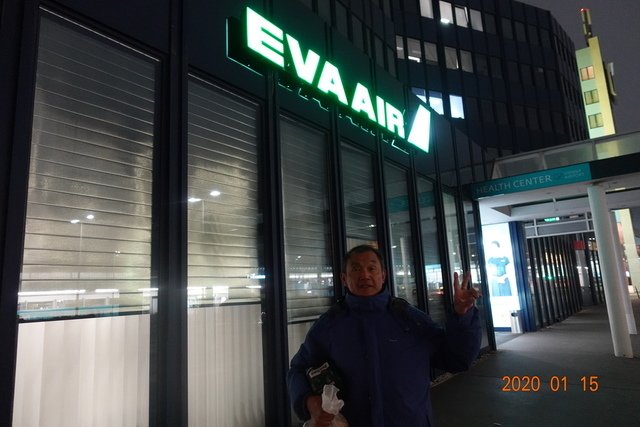 EVA AIR
HEALTH CENTER
2020 01 15